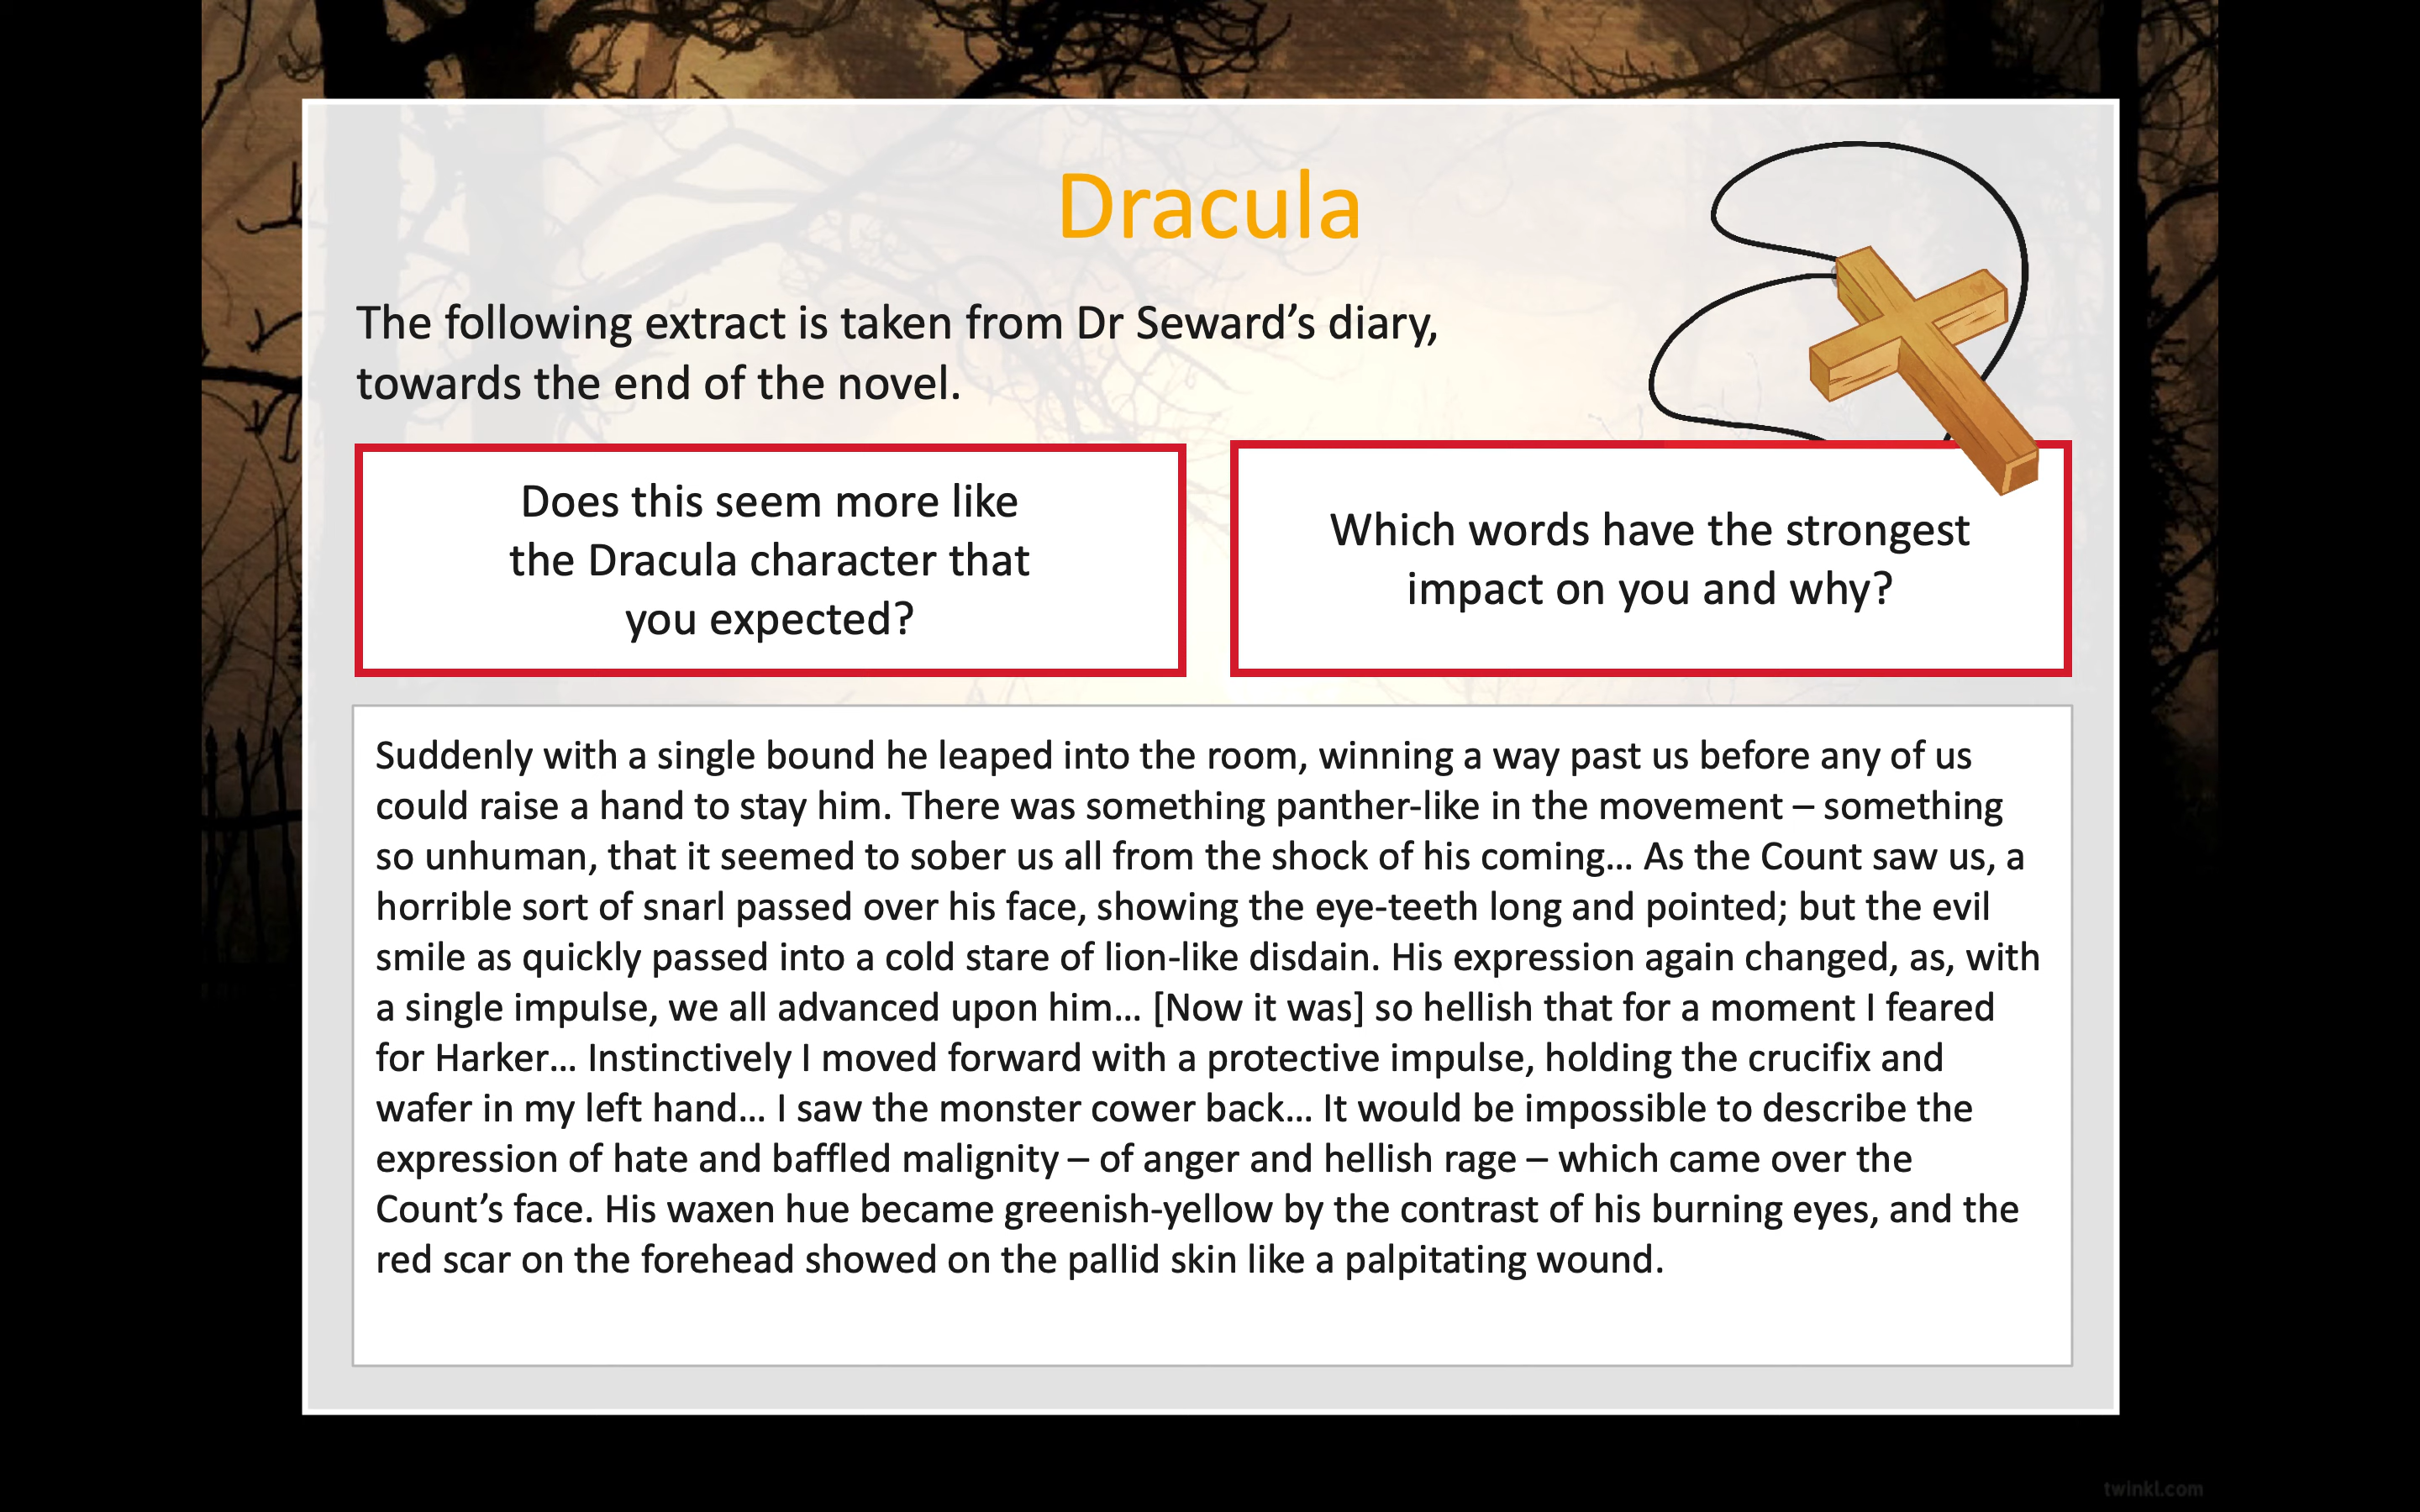 Dracula
The following extract is taken from Dr Seward’s diary,
towards the end of the novel.
Does this seem more like
the Dracula character that
you expected?
Which words have the strongest
impact on you and why?
Suddenly with a single bound he leaped into the room, winning a way past us before any of us
could raise a hand to stay him. There was something panther-like in the movement – something
so unhuman, that it seemed to sober us all from the shock of his coming… As the Count saw us, a
horrible sort of snarl passed over his face, showing the eye-teeth long and pointed; but the evil
smile as quickly passed into a cold stare of lion-like disdain. His expression again changed, as, with
a single impulse, we all advanced upon him… [Now it was] so hellish that for a moment I feared
for Harker… Instinctively I moved forward with a protective impulse, holding the crucifix and
wafer in my left hand… I saw the monster cower back… It would be impossible to describe the
expression of hate and baffled malignity – of anger and hellish rage – which came over the
Count’s face. His waxen hue became greenish-yellow by the contrast of his burning eyes, and the
red scar on the forehead showed on the pallid skin like a palpitating wound.
twinkl.com